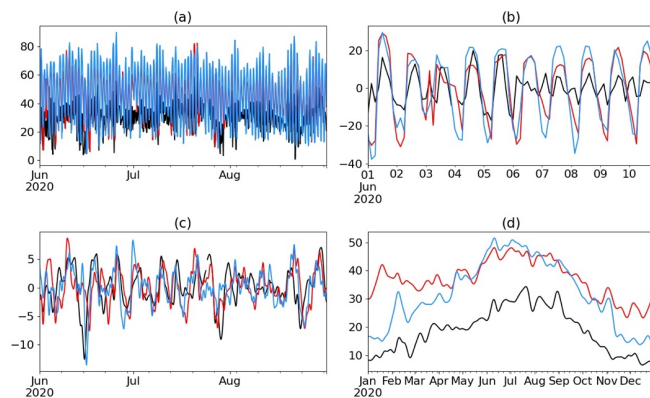 (a)
80
60
40
20
0
Jun
2020
Jul
Aug
(b)
20
0
−20
−40
01
02
03
04
05
06
07
08
09
10
Jun
2020
(c)
5
0
−5
−10
Jun
2020
Jul
Aug
(d)
50
40
30
20
10
Jan
Feb
Mar
Apr
May
Jun
Jul
Aug
Sep
Oct
Nov
Dec
2020